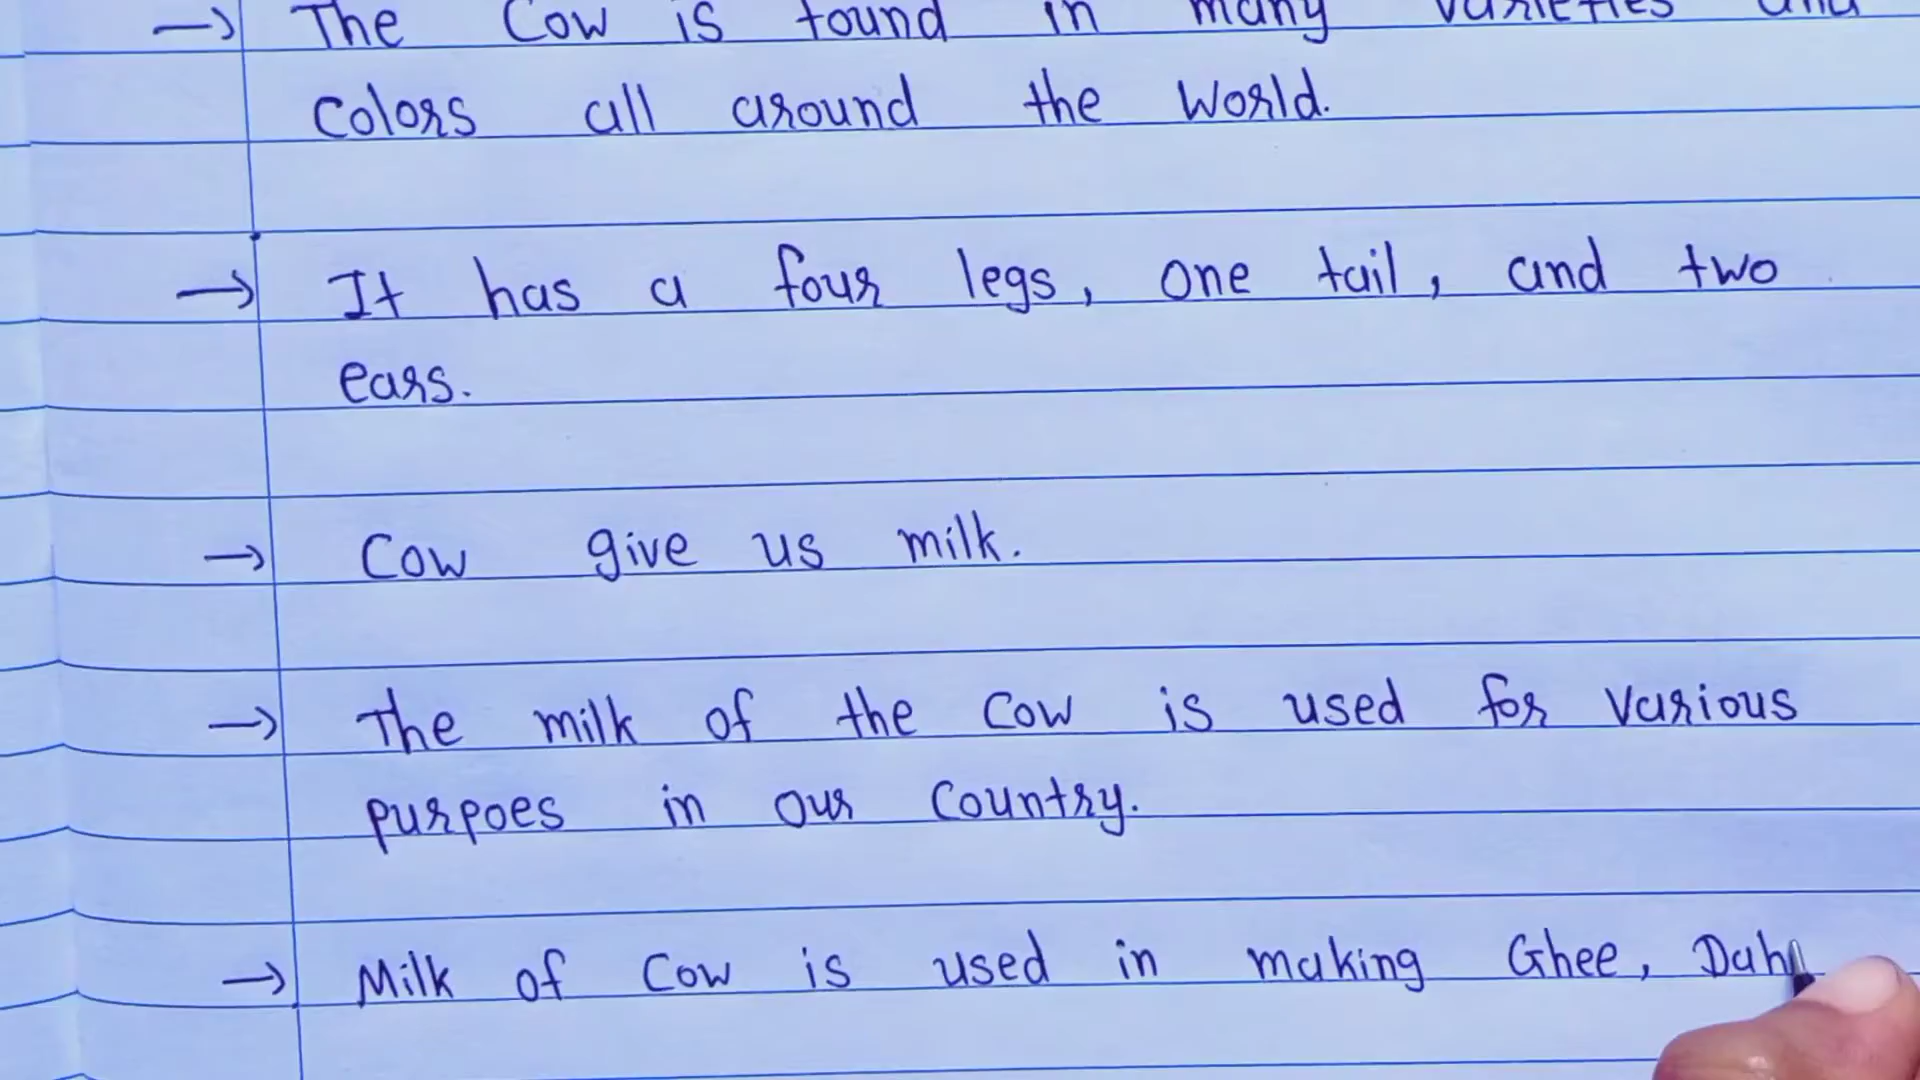 → The Cow is found in many varieties and
Colors all around the World.
→ It has a four legs, one tail, and two
ears.
→ Cow give us milk.
→ The milk of the Cow is used for Various
purpoes in our Country.
→ Milk of Cow is used in making Ghee, Dah